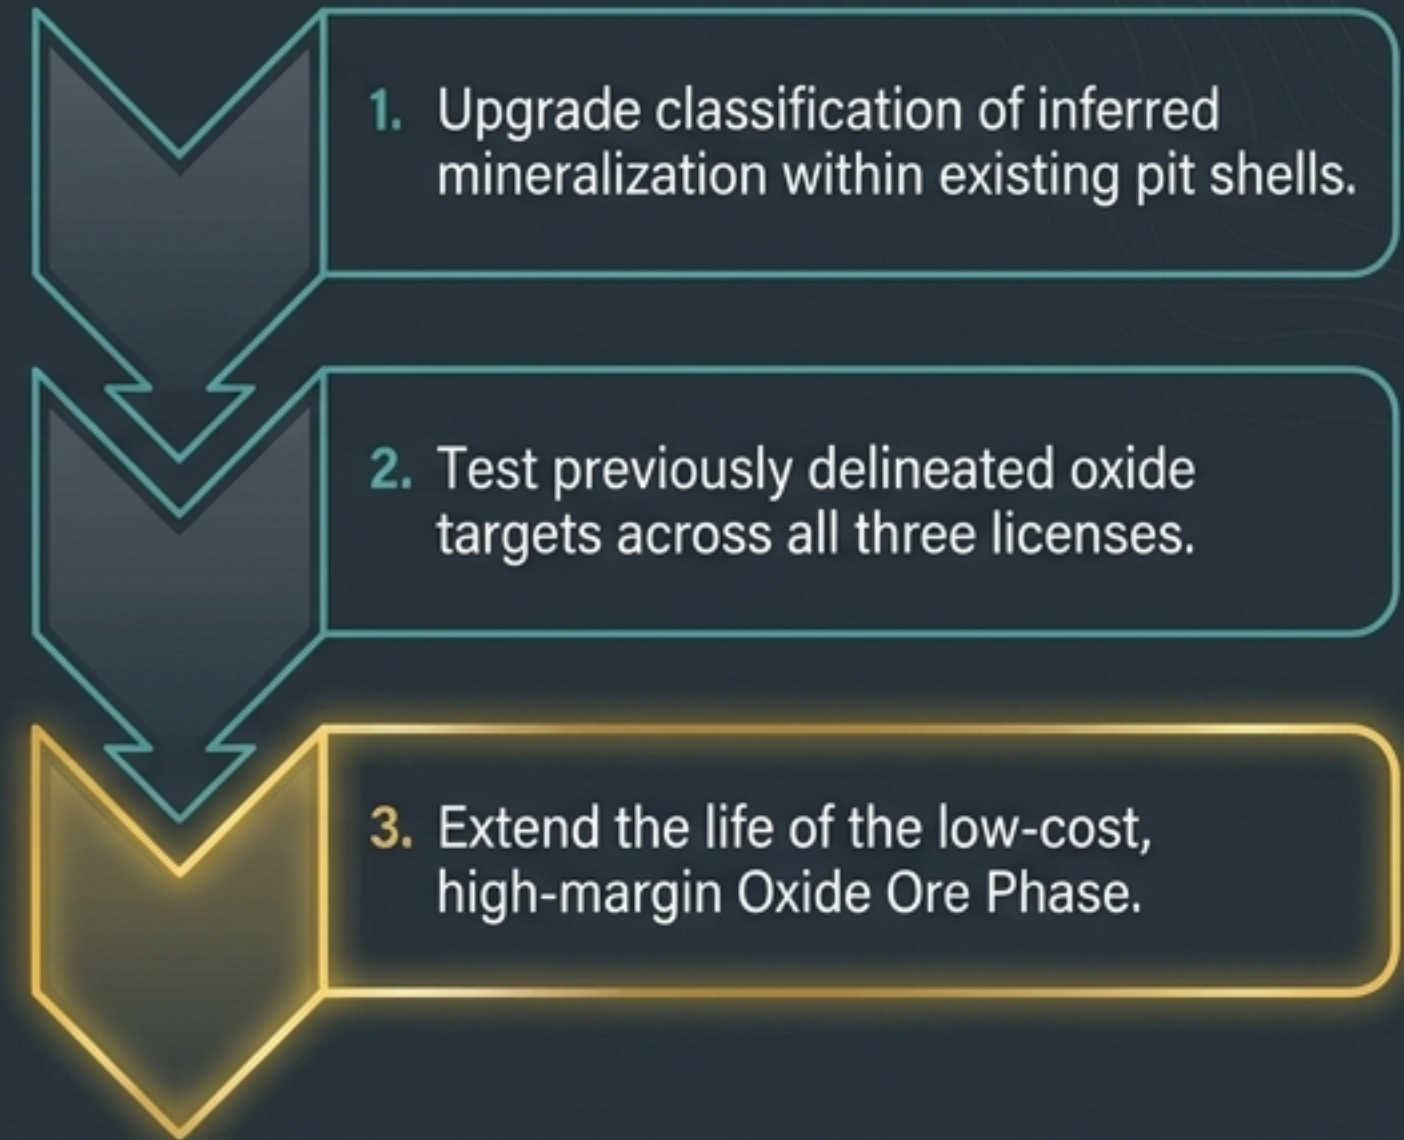 1. Upgrade classification of inferred
mineralization within existing pit shells.
2. Test previously delineated oxide
targets across all three licenses.
3. Extend the life of the low-cost,
high-margin Oxide Ore Phase.